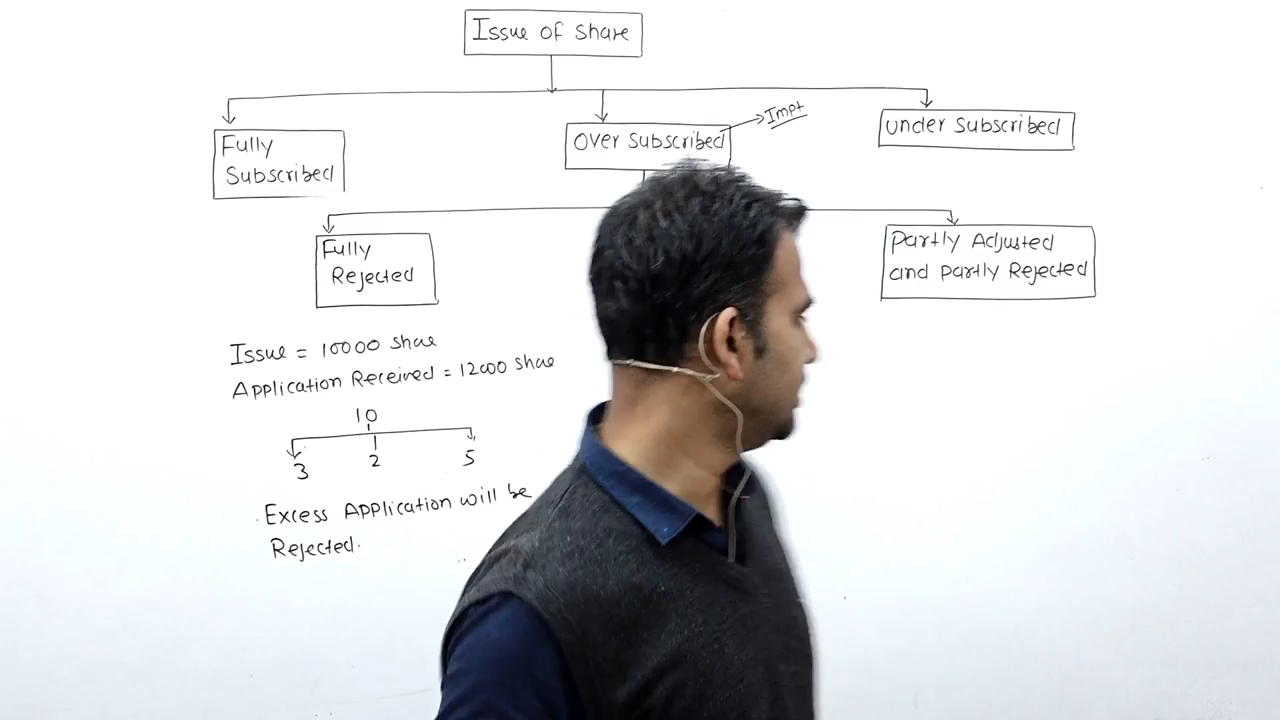 Issue of share
Fully
Subscribed
Over Subscribed
Impt
Under Subscribed
Fully
Rejected
Partly Adjusted
and Partly Rejected
Issue = 10000 share
Application Received = 12000 share
10
3 2 5
Excess Application will be
Rejected.